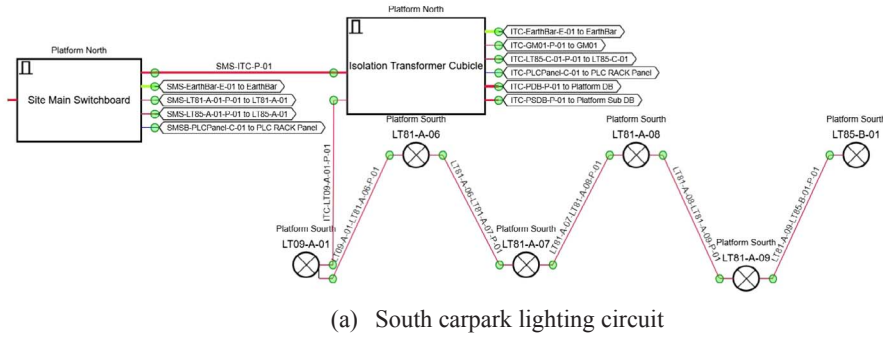 Platform North
Site Main Switchboard
SMS-ITC-P-01
SMS-EarthBar-E-01 to EarthBar
SMS-LT81-A-01-P-01 to LT81-A-01
SMS-LT85-A-01-P-01 to LT85-A-01
SMSB-PLCPanel-C-01 to PLC RACK Panel
Platform North
Isolation Transformer Cubicle
ITC-EarthBar-E-01 to EarthBar
ITC-GM01-P-01 to GM01
ITC-LT85-C-01-P-01 to LT85-C-01
ITC-PLCPanel-C-01 to PLC RACK Panel
ITC-PDB-P-01 to Platform DB
ITC-PSDB-P-01 to Platform Sub DB
ITC-LT09-A-01-P-01
Platform Sourth
LT09-A-01
LT09-A-01-LT81-A-06-P-01
Platform Sourth
LT81-A-06
LT81-A-06-LT81-A-07-P-01
Platform Sourth
LT81-A-07
LT81-A-07-LT81-A-08-P-01
Platform Sourth
LT81-A-08
LT81-A-08-LT81-A-09-P-01
Platform Sourth
LT81-A-09
LT81-A-09-LT85-B-01-P-01
Platform Sourth
LT85-B-01
(a) South carpark lighting circuit